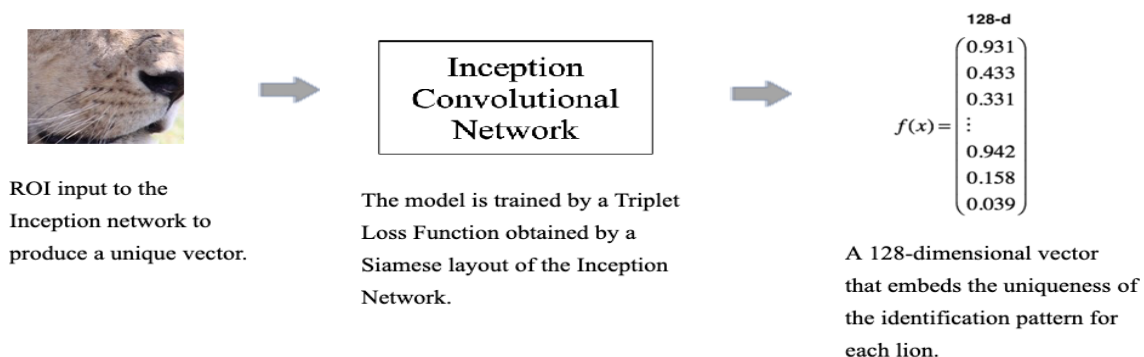 ROI input to the
Inception network to
produce a unique vector.
Inception
Convolutional
Network
The model is trained by a Triplet
Loss Function obtained by a
Siamese layout of the Inception
Network.
128-d
0.931
0.433
0.331
f(x)= ⋮
0.942
0.158
0.039
A 128-dimensional vector
that embeds the uniqueness of
the identification pattern for
each lion.